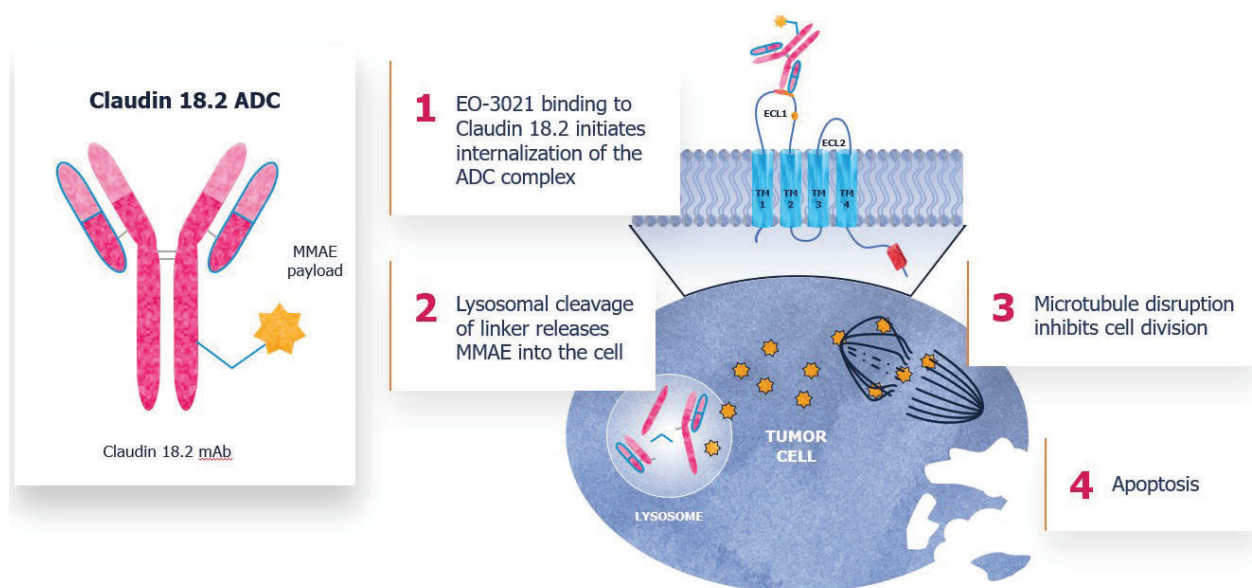 Claudin 18.2 ADC
MMAE
payload
Claudin 18.2 mAb
1
EO-3021 binding to
Claudin 18.2 initiates
internalization of the
ADC complex
2
Lysosomal cleavage
of linker releases
MMAE into the cell
ECL1
ECL2
TM
1
TM
2
TM
3
TM
4
3
Microtubule disruption
inhibits cell division
TUMOR
CELL
LYSOSOME
4
Apoptosis